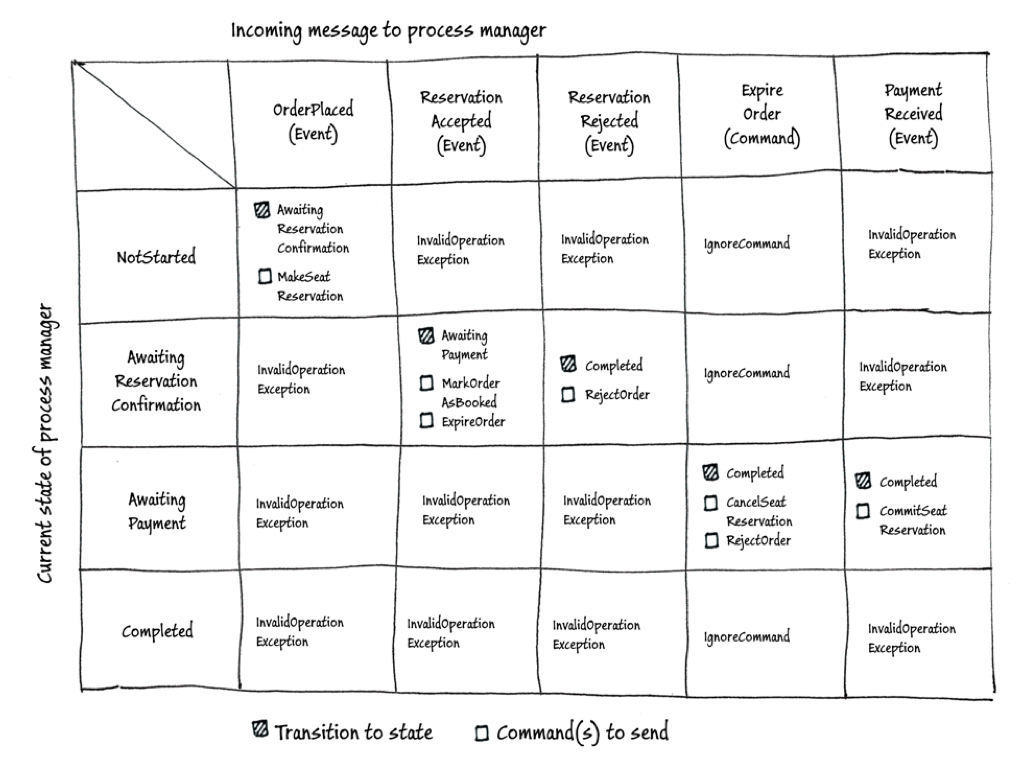 Incoming message to process manager
OrderPlaced
(Event)
Reservation
Accepted
(Event)
Reservation
Rejected
(Event)
Expire
Order
(Command)
Payment
Received
(Event)
Current state of process manager
NotStarted
Awaiting
Reservation
Confirmation
MakeSeat
Reservation
InvalidOperation
Exception
InvalidOperation
Exception
IgnoreCommand
InvalidOperation
Exception
Awaiting
Reservation
Confirmation
InvalidOperation
Exception
Awaiting
Payment
MarkOrder
AsBooked
ExpireOrder
Completed
RejectOrder
IgnoreCommand
InvalidOperation
Exception
Awaiting
Payment
InvalidOperation
Exception
InvalidOperation
Exception
InvalidOperation
Exception
Completed
CancelSeat
Reservation
RejectOrder
Completed
CommitSeat
Reservation
Completed
InvalidOperation
Exception
InvalidOperation
Exception
InvalidOperation
Exception
IgnoreCommand
InvalidOperation
Exception
Transition to state
Command(s) to send